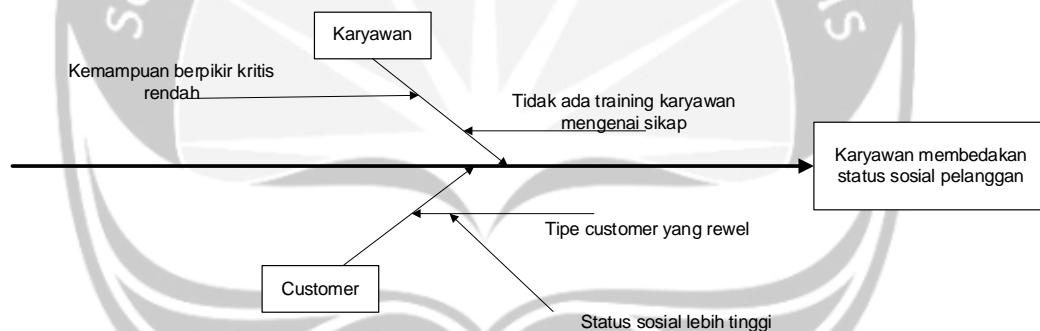 Karyawan
Kemampuan berpikir kritis
rendah
Tidak ada training karyawan
mengenai sikap
Karyawan membedakan
status sosial pelanggan
Tipe customer yang rewel
Customer
Status sosial lebih tinggi